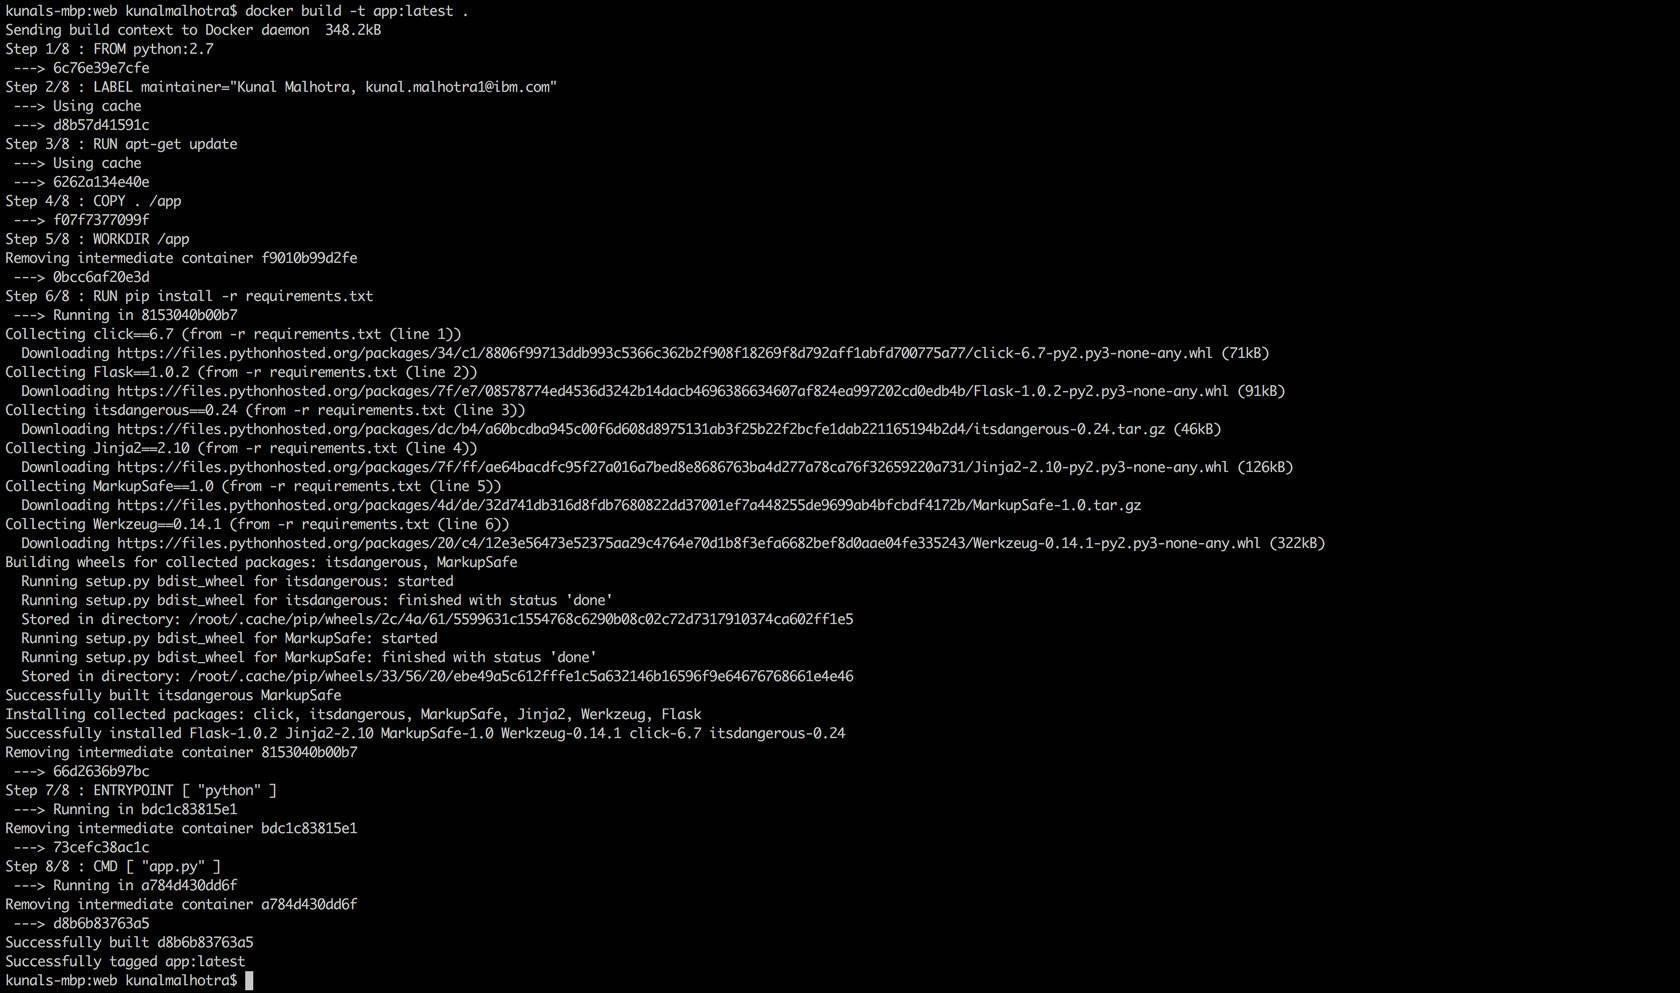 kunals-mbp:web kunalmalhotra$ docker build -t app:latest .
Sending build context to Docker daemon  348.2kB
Step 1/8 : FROM python:2.7
 ---> 6c76e39e7cfe
Step 2/8 : LABEL maintainer="Kunal Malhotra, kunal.malhotra1@ibm.com"
 ---> Using cache
 ---> d8b57d41591c
Step 3/8 : RUN apt-get update
 ---> Using cache
 ---> 6262a134e40e
Step 4/8 : COPY . /app
 ---> f07f7377099f
Step 5/8 : WORKDIR /app
Removing intermediate container f9010b99d2fe
 ---> 0bcc6af20e3d
Step 6/8 : RUN pip install -r requirements.txt
 ---> Running in 8153040b00b7
Collecting click==6.7 (from -r requirements.txt (line 1))
  Downloading https://files.pythonhosted.org/packages/34/c1/8806f99713ddb993c5366c362b2f908f18269f8d792aff1abfd700775a77/click-6.7-py2.py3-none-any.whl (71kB)
Collecting Flask==1.0.2 (from -r requirements.txt (line 2))
  Downloading https://files.pythonhosted.org/packages/7f/e7/08578774ed4536d3242b14dacb4696386634607af824ea997202cd0edb4b/Flask-1.0.2-py2.py3-none-any.whl (91kB)
Collecting itsdangerous==0.24 (from -r requirements.txt (line 3))
  Downloading https://files.pythonhosted.org/packages/dc/b4/a60bcdba945c00f6d608d8975131ab3f25b22f2bcfe1dab221165194b2d4/itsdangerous-0.24.tar.gz (46kB)
Collecting Jinja2==2.10 (from -r requirements.txt (line 4))
  Downloading https://files.pythonhosted.org/packages/7f/ff/ae64bacdfc95f27a016a7bed8e8686763ba4d277a78ca76f32659220a731/Jinja2-2.10-py2.py3-none-any.whl (126kB)
Collecting MarkupSafe==1.0 (from -r requirements.txt (line 5))
  Downloading https://files.pythonhosted.org/packages/4d/de/32d741db316d8fdb7680822dd37001ef7a448255de9699ab4bfcbdf4172b/MarkupSafe-1.0.tar.gz
Collecting Werkzeug==0.14.1 (from -r requirements.txt (line 6))
  Downloading https://files.pythonhosted.org/packages/20/c4/12e3e56473e52375aa29c4764e70d1b8f3efa6682bef8d0aae04fe335243/Werkzeug-0.14.1-py2.py3-none-any.whl (322kB)
Building wheels for collected packages: itsdangerous, MarkupSafe
  Running setup.py bdist_wheel for itsdangerous: started
  Running setup.py bdist_wheel for itsdangerous: finished with status 'done'
  Stored in directory: /root/.cache/pip/wheels/2c/4a/61/5599631c1554768c6290b08c02c72d7317910374ca602ff1e5
  Running setup.py bdist_wheel for MarkupSafe: started
  Running setup.py bdist_wheel for MarkupSafe: finished with status 'done'
  Stored in directory: /root/.cache/pip/wheels/33/56/20/ebe49a5c612fffe1c5a632146b16596f9e64676768661e4e46
Successfully built itsdangerous MarkupSafe
Installing collected packages: click, itsdangerous, MarkupSafe, Jinja2, Werkzeug, Flask
Successfully installed Flask-1.0.2 Jinja2-2.10 MarkupSafe-1.0 Werkzeug-0.14.1 click-6.7 itsdangerous-0.24
Removing intermediate container 8153040b00b7
 ---> 66d2636b97bc
Step 7/8 : ENTRYPOINT [ "python" ]
 ---> Running in bdc1c83815e1
Removing intermediate container bdc1c83815e1
 ---> 73cefc38ac1c
Step 8/8 : CMD [ "app.py" ]
 ---> Running in a784d430dd6f
Removing intermediate container a784d430dd6f
 ---> d8b6b83763a5
Successfully built d8b6b83763a5
Successfully tagged app:latest
kunals-mbp:web kunalmalhotra$